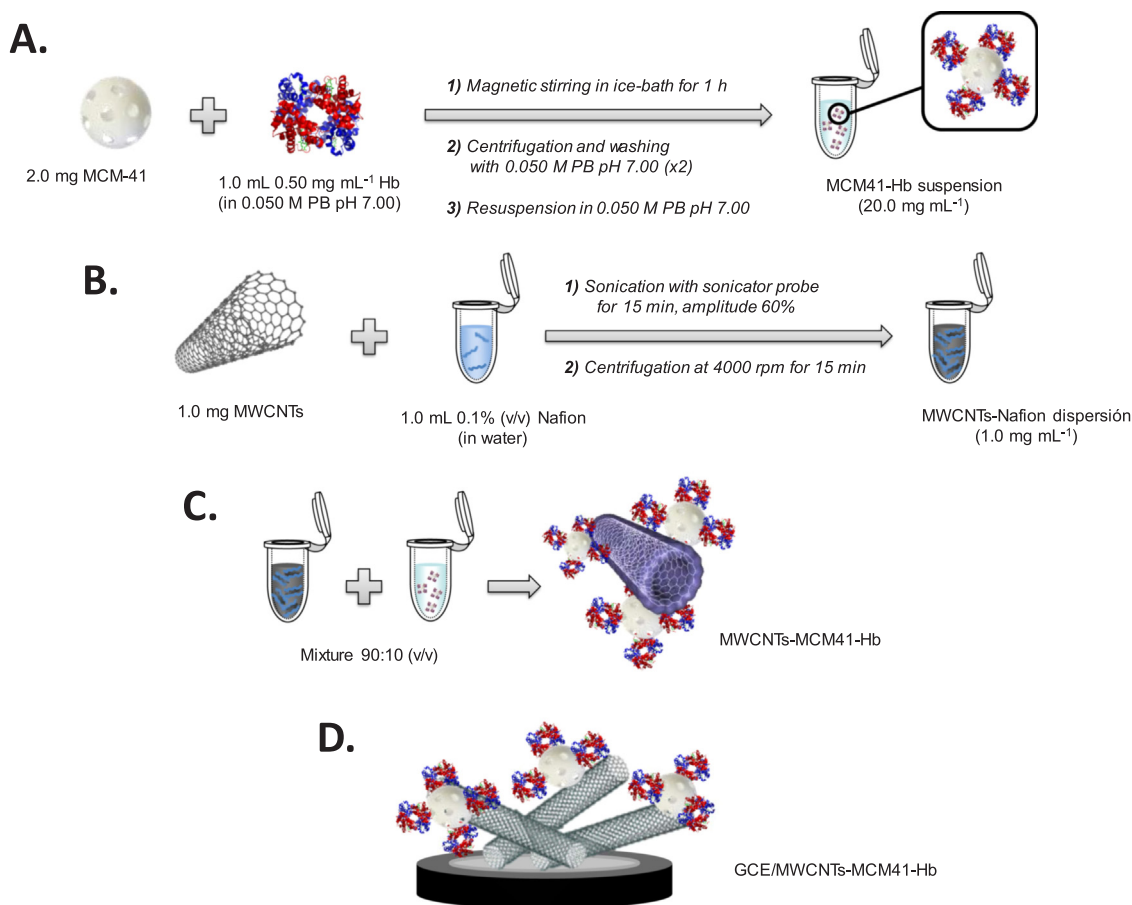 A.
1) Magnetic stirring in ice-bath for 1 h
2) Centrifugation and washing
with 0.050 M PB pH 7.00 (x2)
3) Resuspension in 0.050 M PB pH 7.00
2.0 mg MCM-41
1.0 mL 0.50 mg mL⁻¹ Hb
(in 0.050 M PB pH 7.00)
MCM41-Hb suspension
(20.0 mg mL⁻¹)
B.
1) Sonication with sonicator probe
for 15 min, amplitude 60%
2) Centrifugation at 4000 rpm for 15 min
1.0 mg MWCNTs
1.0 mL 0.1% (v/v) Nafion
(in water)
MWCNTs-Nafion dispersión
(1.0 mg mL⁻¹)
C.
Mixture 90:10 (v/v)
MWCNTs-MCM41-Hb
D.
GCE/MWCNTs-MCM41-Hb